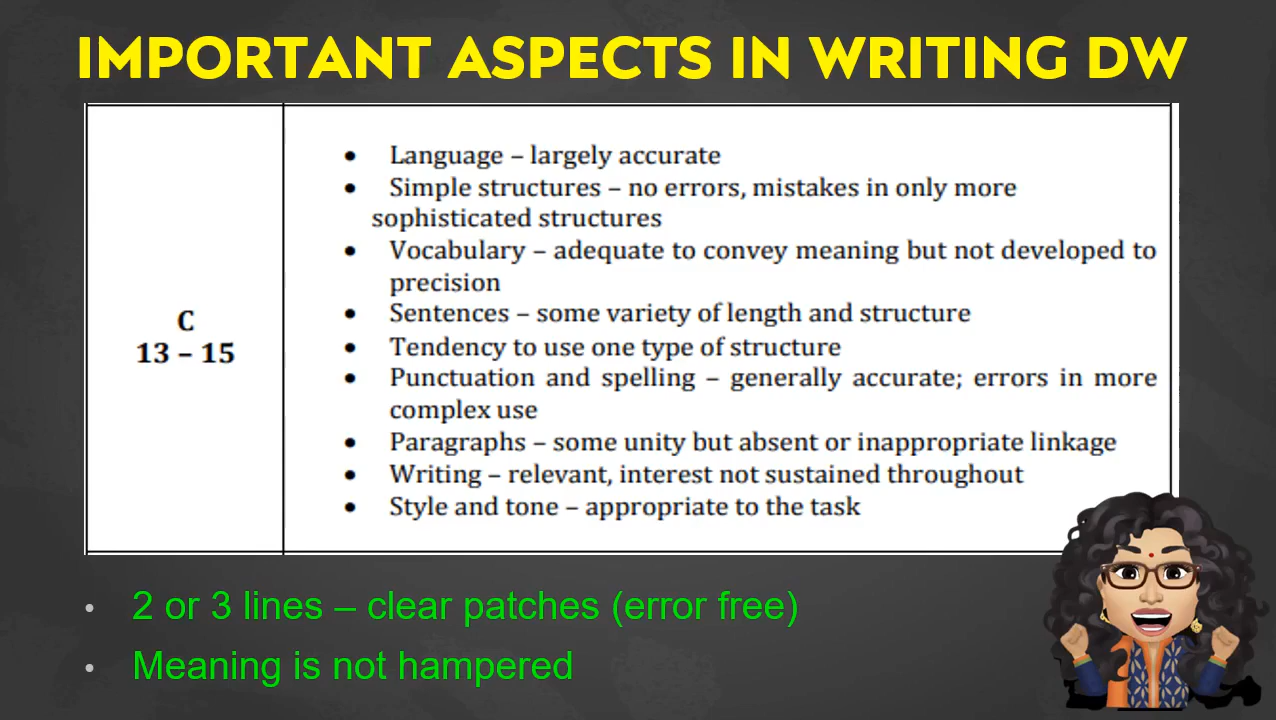 IMPORTANT ASPECTS IN WRITING DW
C
13 – 15
• Language – largely accurate
• Simple structures – no errors, mistakes in only more
sophisticated structures
• Vocabulary – adequate to convey meaning but not developed to
precision
• Sentences – some variety of length and structure
• Tendency to use one type of structure
• Punctuation and spelling – generally accurate; errors in more
complex use
• Paragraphs – some unity but absent or inappropriate linkage
• Writing – relevant, interest not sustained throughout
• Style and tone – appropriate to the task
• 2 or 3 lines – clear patches (error free)
• Meaning is not hampered